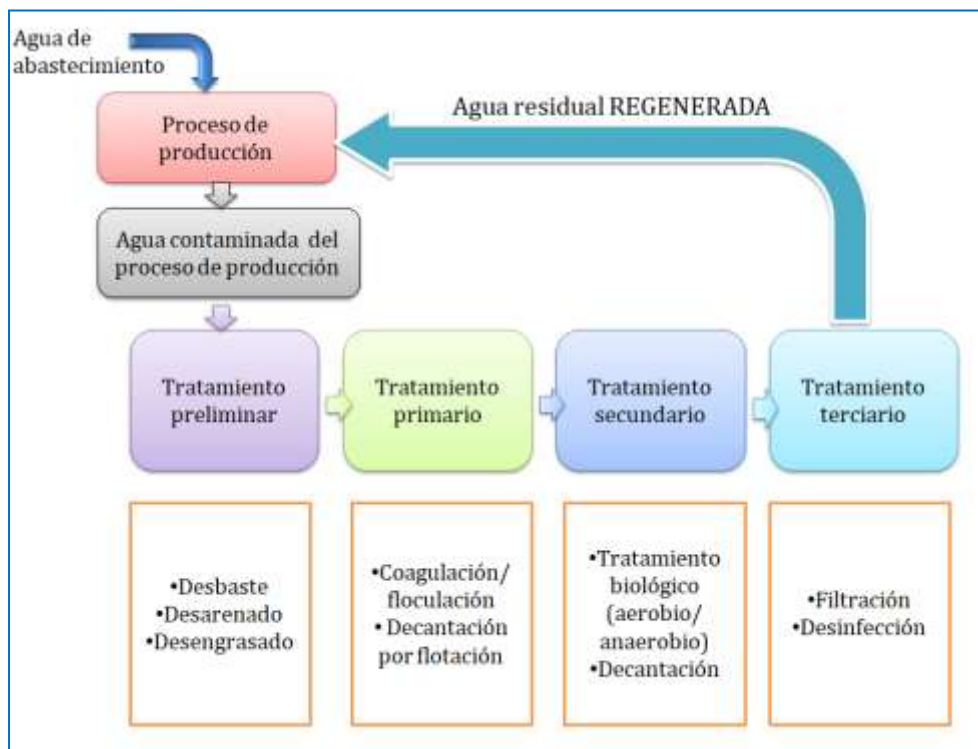 Agua de
abastecimiento
Agua residual REGENERADA
Proceso de
producción
Agua contaminada del
proceso de producción
Tratamiento
preliminar
Tratamiento
primario
Tratamiento
secundario
Tratamiento
terciario
•Desbaste
•Desarenado
•Desengrasado
•Coagulación/
floculación
• Decantación
por flotación
•Tratamiento
biológico
(aerobio/
anaerobio)
•Decantación
•Filtración
•Desinfección